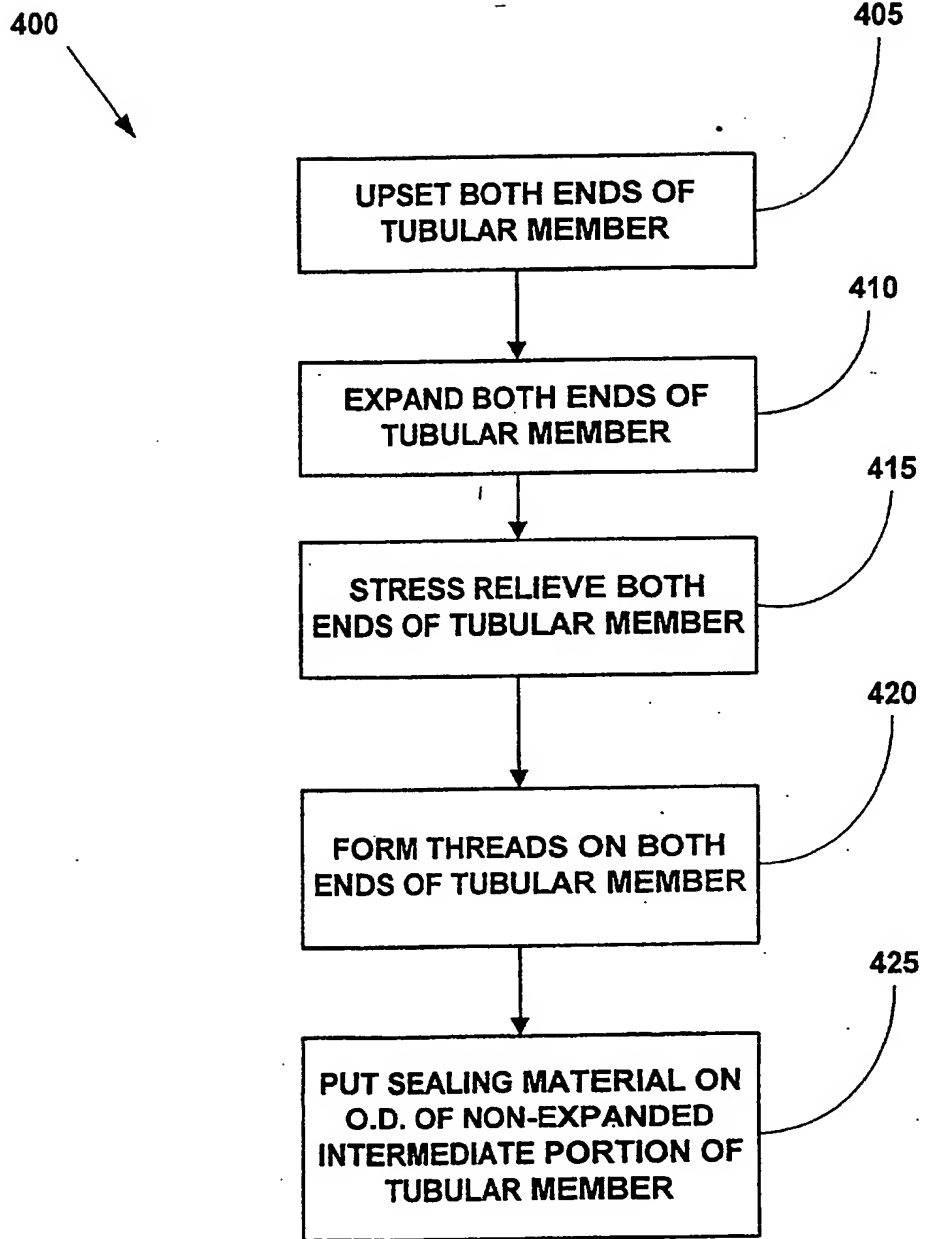 400
405
UPSET BOTH ENDS OF
TUBULAR MEMBER
410
EXPAND BOTH ENDS OF
TUBULAR MEMBER
415
STRESS RELIEVE BOTH
ENDS OF TUBULAR MEMBER
420
FORM THREADS ON BOTH
ENDS OF TUBULAR MEMBER
425
PUT SEALING MATERIAL ON
O.D. OF NON-EXPANDED
INTERMEDIATE PORTION OF
TUBULAR MEMBER